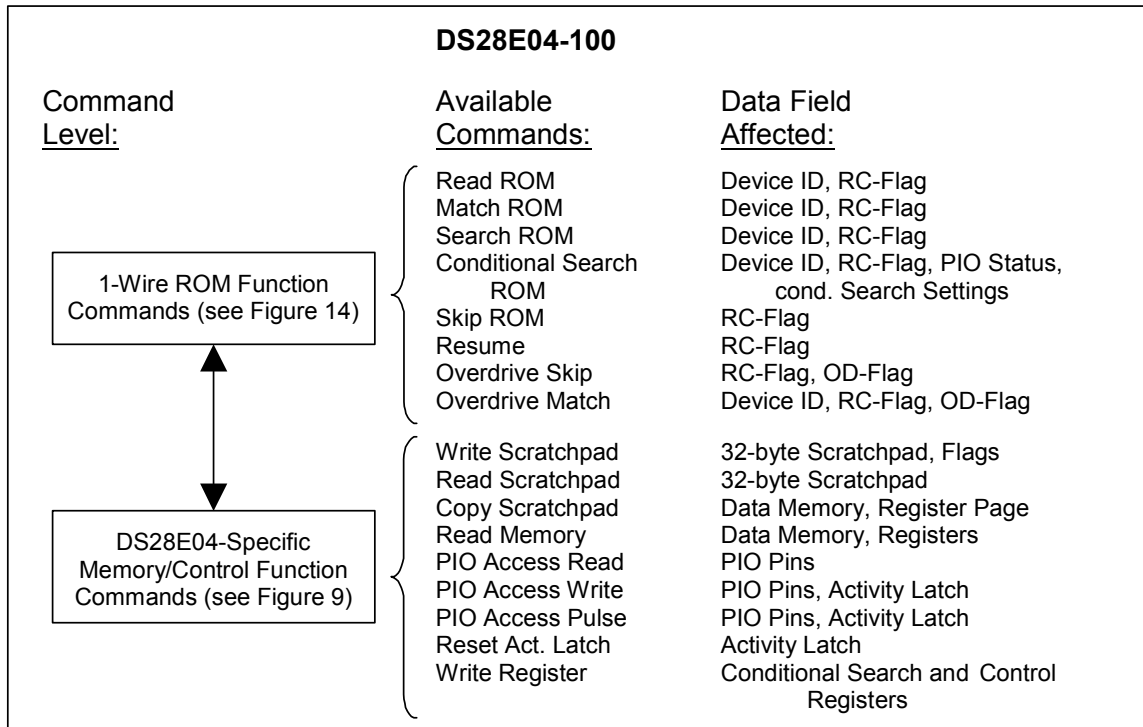 DS28E04-100
Command Level:
Available Commands:
Data Field Affected:
1-Wire ROM Function
Commands (see Figure 14)
Read ROM Device ID, RC-Flag
Match ROM Device ID, RC-Flag
Search ROM Device ID, RC-Flag
Conditional Search Device ID, RC-Flag, PIO Status,
ROM cond. Search Settings
Skip ROM RC-Flag
Resume RC-Flag
Overdrive Skip RC-Flag, OD-Flag
Overdrive Match Device ID, RC-Flag, OD-Flag
DS28E04-Specific
Memory/Control Function
Commands (see Figure 9)
Write Scratchpad 32-byte Scratchpad, Flags
Read Scratchpad 32-byte Scratchpad
Copy Scratchpad Data Memory, Register Page
Read Memory Data Memory, Registers
PIO Access Read PIO Pins
PIO Access Write PIO Pins, Activity Latch
PIO Access Pulse PIO Pins, Activity Latch
Reset Act. Latch Activity Latch
Write Register Conditional Search and Control
Registers